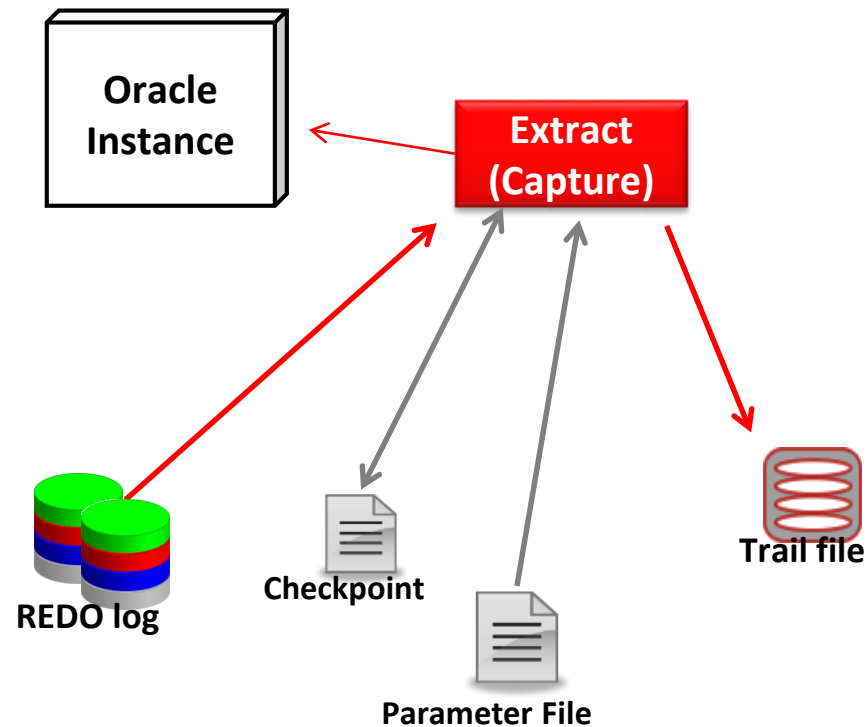 Oracle
Instance
Extract
(Capture)
REDO log
Checkpoint
Parameter File
Trail file